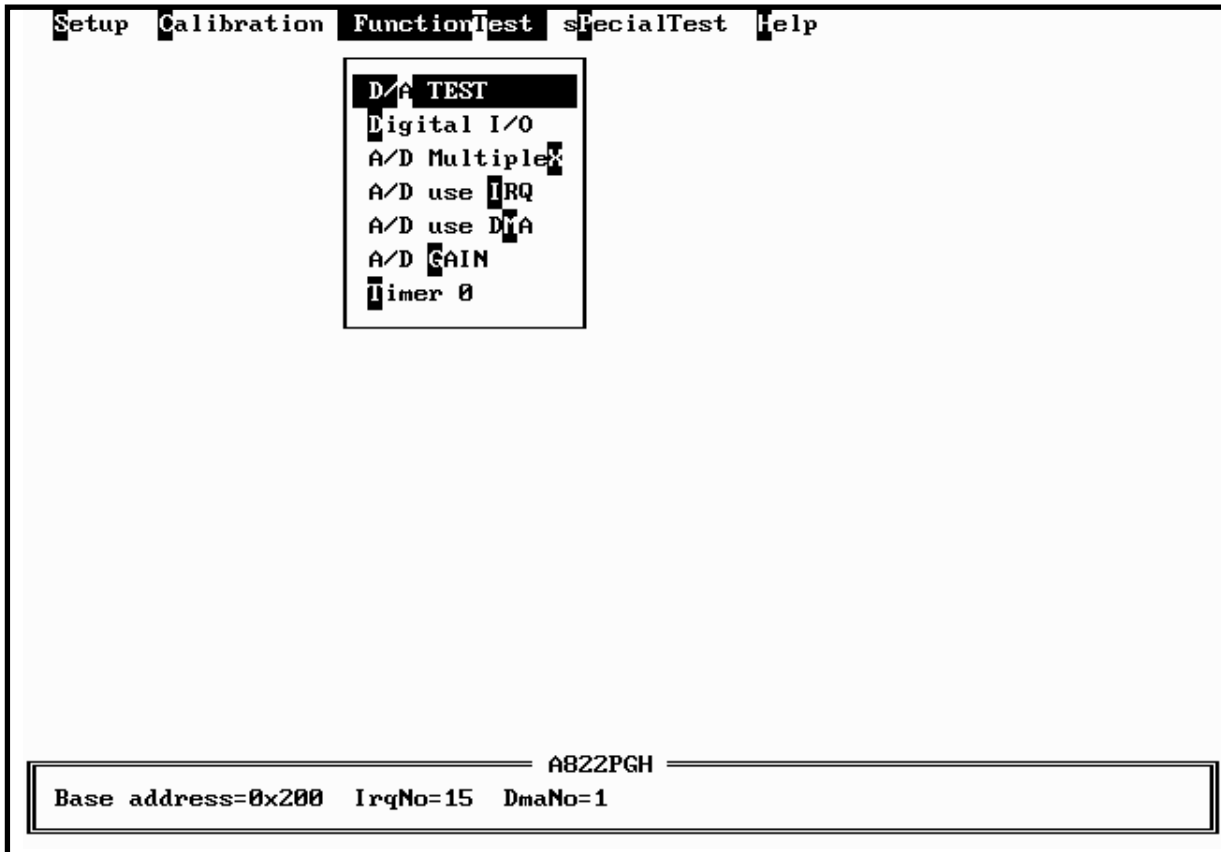 Setup Calibration FunctionTest sPecialTest Help
D/A TEST
Digital I/O
A/D MultipleX
A/D use IRQ
A/D use DMA
A/D GAIN
Timer 0
A822PGH
Base address=0x200 IrqNo=15 DmaNo=1